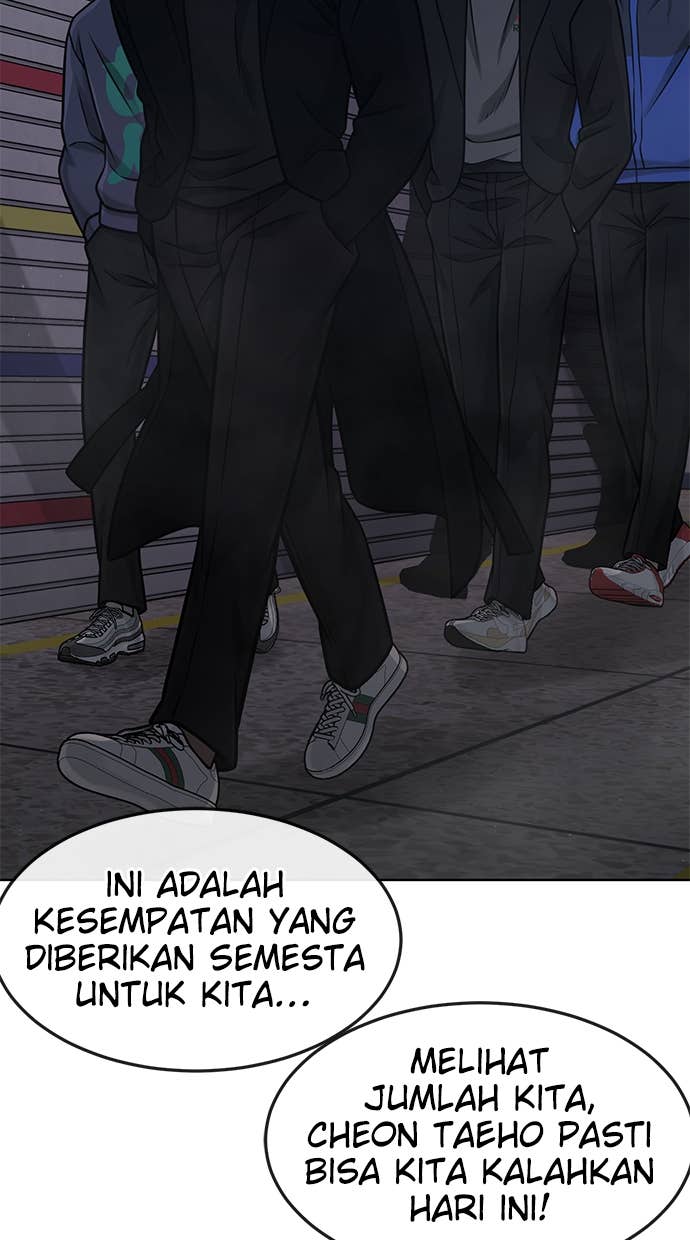 INI ADALAH
KESEMPATAN YANG
DIBERIKAN SEMESTA
UNTUK KITA...
MELIHAT
JUMLAH KITA,
CHEON TAEHO PASTI
BISA KITA KALAHKAN
HARI INI!